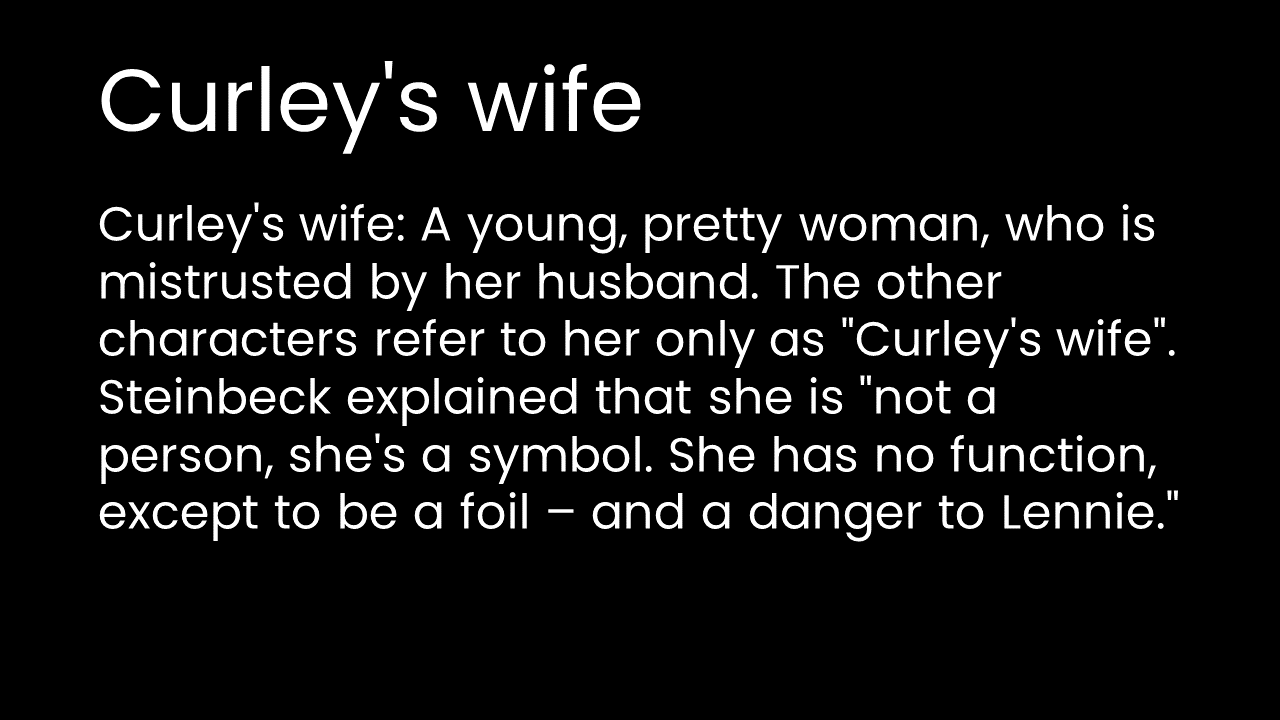 Curley's wife
Curley's wife: A young, pretty woman, who is
mistrusted by her husband. The other
characters refer to her only as "Curley's wife".
Steinbeck explained that she is "not a
person, she's a symbol. She has no function,
except to be a foil – and a danger to Lennie."